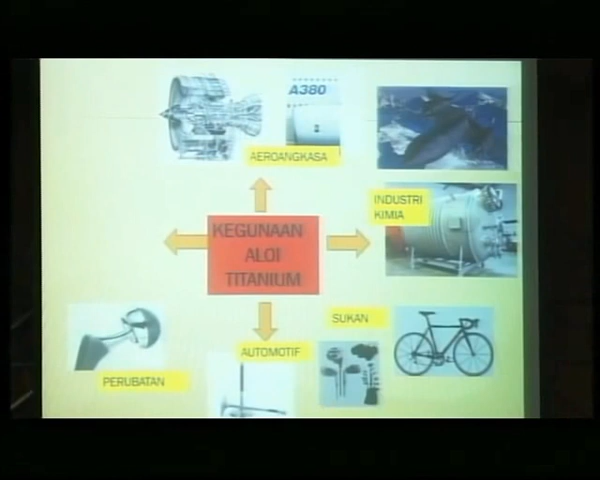 A380
AEROANGKASA
INDUSTRI
KIMIA
KEGUNAAN
ALOI
TITANIUM
SUKAN
AUTOMOTIF
PERUBATAN